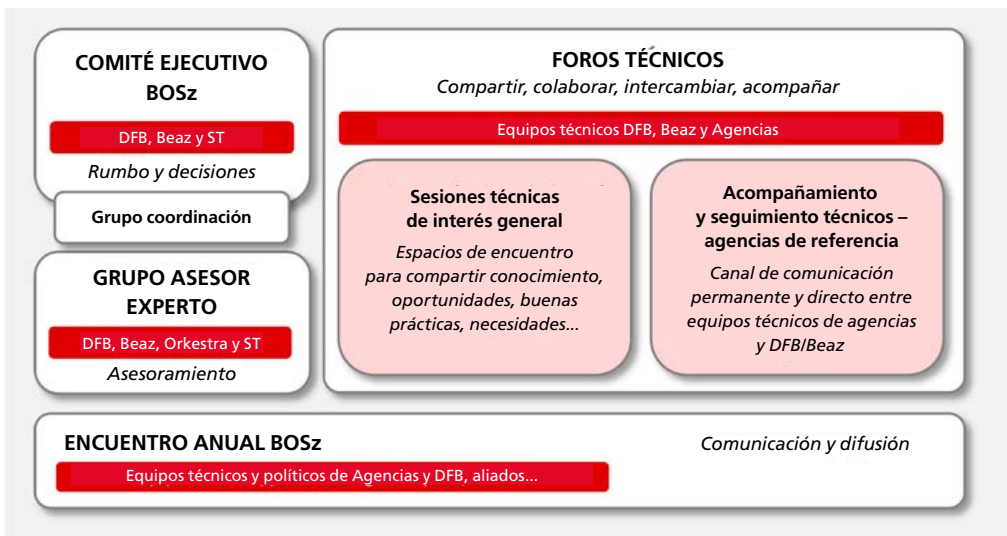 COMITÉ EJECUTIVO
BOSz
DFB, Beaz y ST
Rumbo y decisiones
Grupo coordinación
GRUPO ASESOR
EXPERTO
DFB, Beaz, Orkestra y ST
Asesoramiento
FOROS TÉCNICOS
Compartir, colaborar, intercambiar, acompañar
Equipos técnicos DFB, Beaz y Agencias
Sesiones técnicas
de interés general
Espacios de encuentro
para compartir conocimiento,
oportunidades, buenas
prácticas, necesidades...
Acompañamiento
y seguimiento técnicos –
agencias de referencia
Canal de comunicación
permanente y directo entre
equipos técnicos de agencias
y DFB/Beaz
ENCUENTRO ANUAL BOSz
Comunicación y difusión
Equipos técnicos y políticos de Agencias y DFB, aliados...